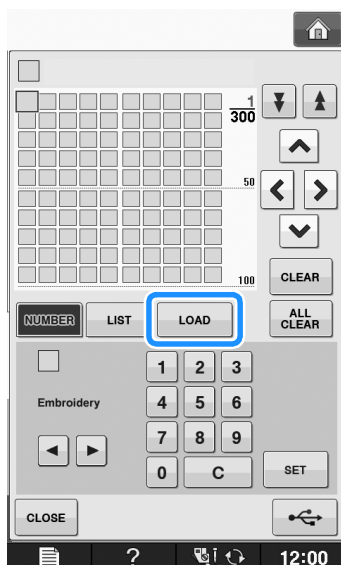 1
300
50
100
CLEAR
NUMBER LIST LOAD
ALL
CLEAR
1 2 3
Embroidery 4 5 6
7 8 9
0 C SET
CLOSE
? 12:00